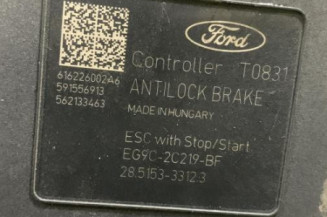 Ford
Controller T0831
616226002A6
591556913
562133463
ANTILOCK BRAKE
MADE IN HUNGARY
ESC with Stop/Start
EG9C-2C219-BF
28.5153-3312.3